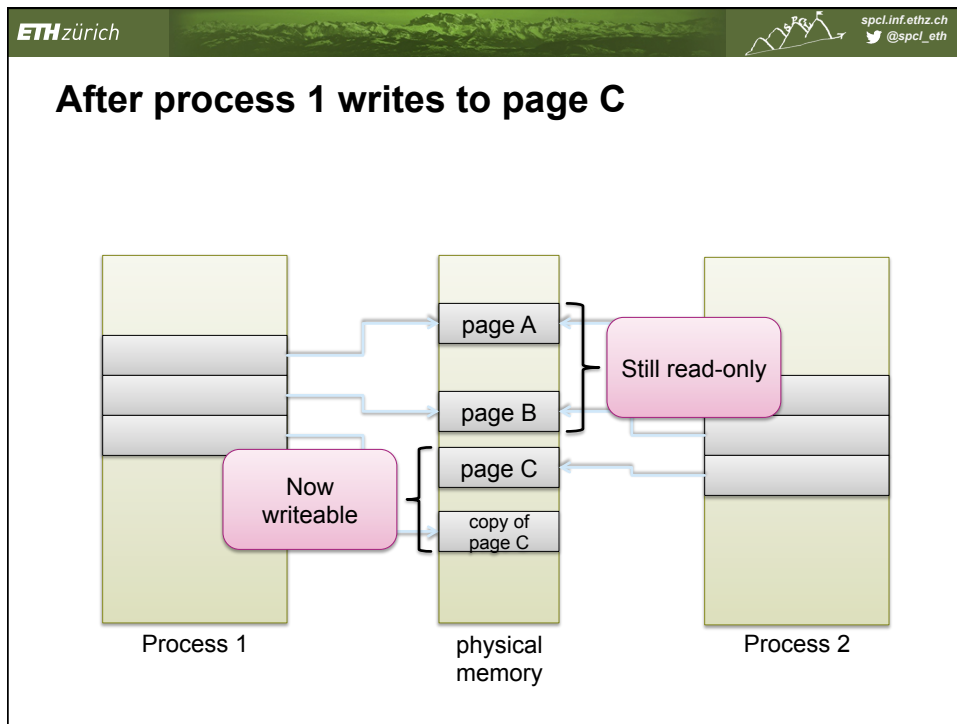 ETH zürich
spcl.inf.ethz.ch
@spcl_eth
After process 1 writes to page C
page A
Still read-only
page B
page C
Now
writeable
copy of
page C
Process 1
physical
memory
Process 2